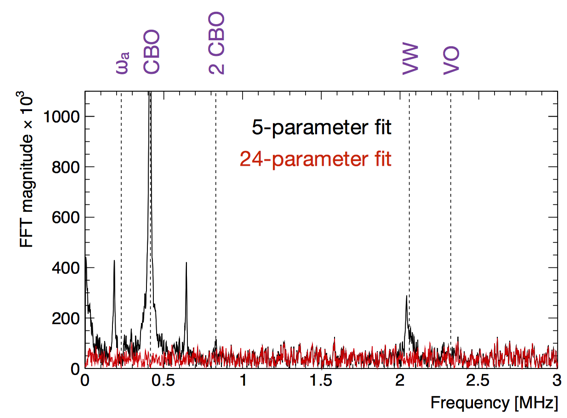 ωa
CBO
2 CBO
VW
VO
FFT magnitude × 10³
1000
800
600
400
200
0
5-parameter fit
24-parameter fit
0 0.5 1 1.5 2 2.5 3
Frequency [MHz]